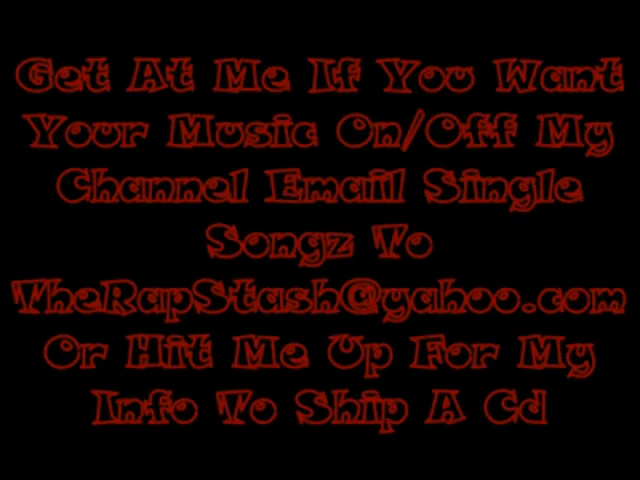 Get At Me If You Want
Your Music On/Off My
Channel Email Single
Songz To
TheRapStash@yahoo.com
Or Hit Me Up For My
Info To Ship A Cd